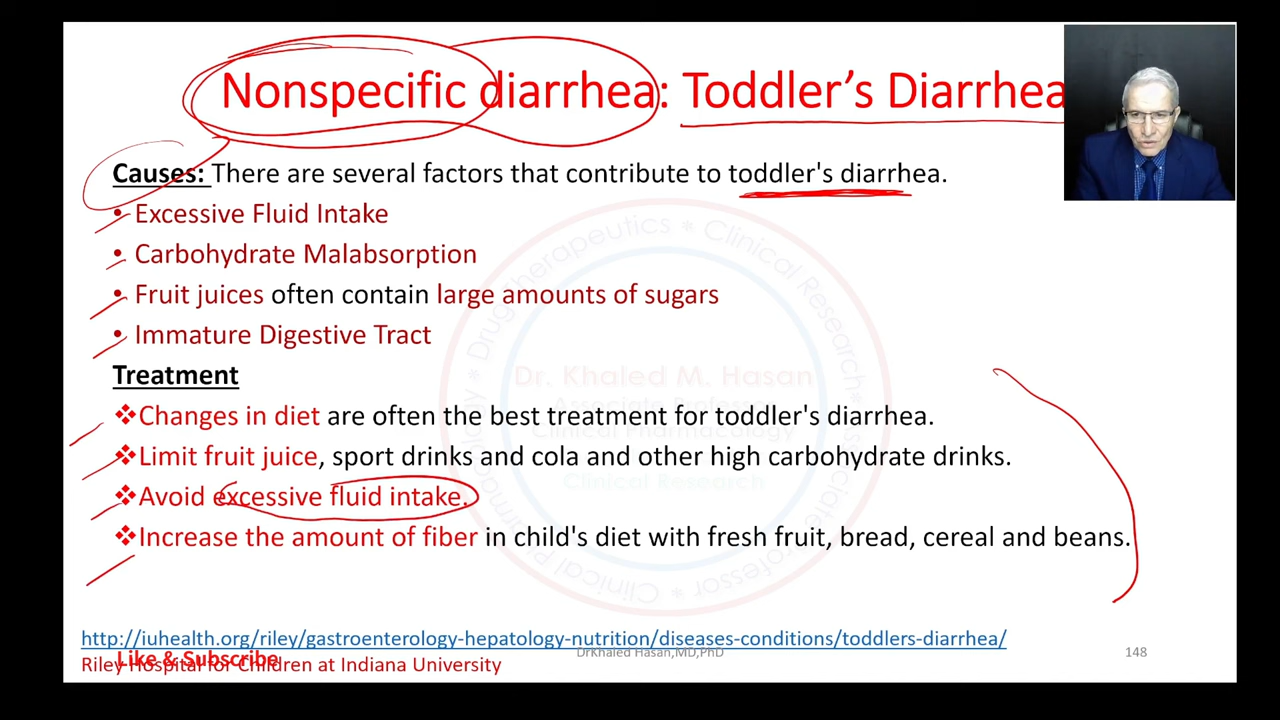 Nonspecific diarrhea: Toddler's Diarrhea
Causes: There are several factors that contribute to toddler's diarrhea.
• Excessive Fluid Intake
• Carbohydrate Malabsorption
• Fruit juices often contain large amounts of sugars
• Immature Digestive Tract
Treatment
❖Changes in diet are often the best treatment for toddler's diarrhea.
❖Limit fruit juice, sport drinks and cola and other high carbohydrate drinks.
❖Avoid excessive fluid intake.
❖Increase the amount of fiber in child's diet with fresh fruit, bread, cereal and beans.
Dr. Khaled M. Hasan
Associate Professor
Clinical Pharmacology
Clinical Research
http://iuhealth.org/riley/gastroenterology-hepatology-nutrition/diseases-conditions/toddlers-diarrhea/
Like & Subscribe
Riley Hospital for Children at Indiana University
DrKhaled Hasan,MD,PhD
148